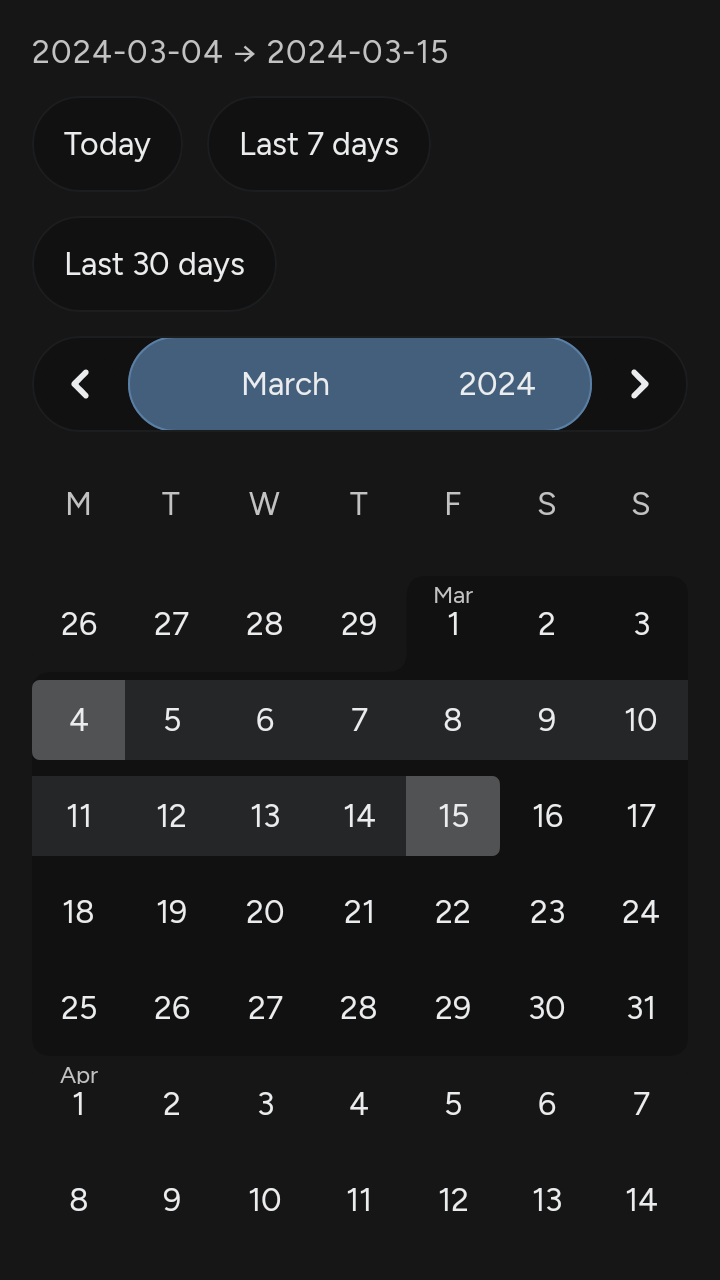 2024-03-04 → 2024-03-15
Today Last 7 days
Last 30 days
March 2024
M T W T F S S
Mar
26 27 28 29 1 2 3
4 5 6 7 8 9 10
11 12 13 14 15 16 17
18 19 20 21 22 23 24
25 26 27 28 29 30 31
Apr
1 2 3 4 5 6 7
8 9 10 11 12 13 14